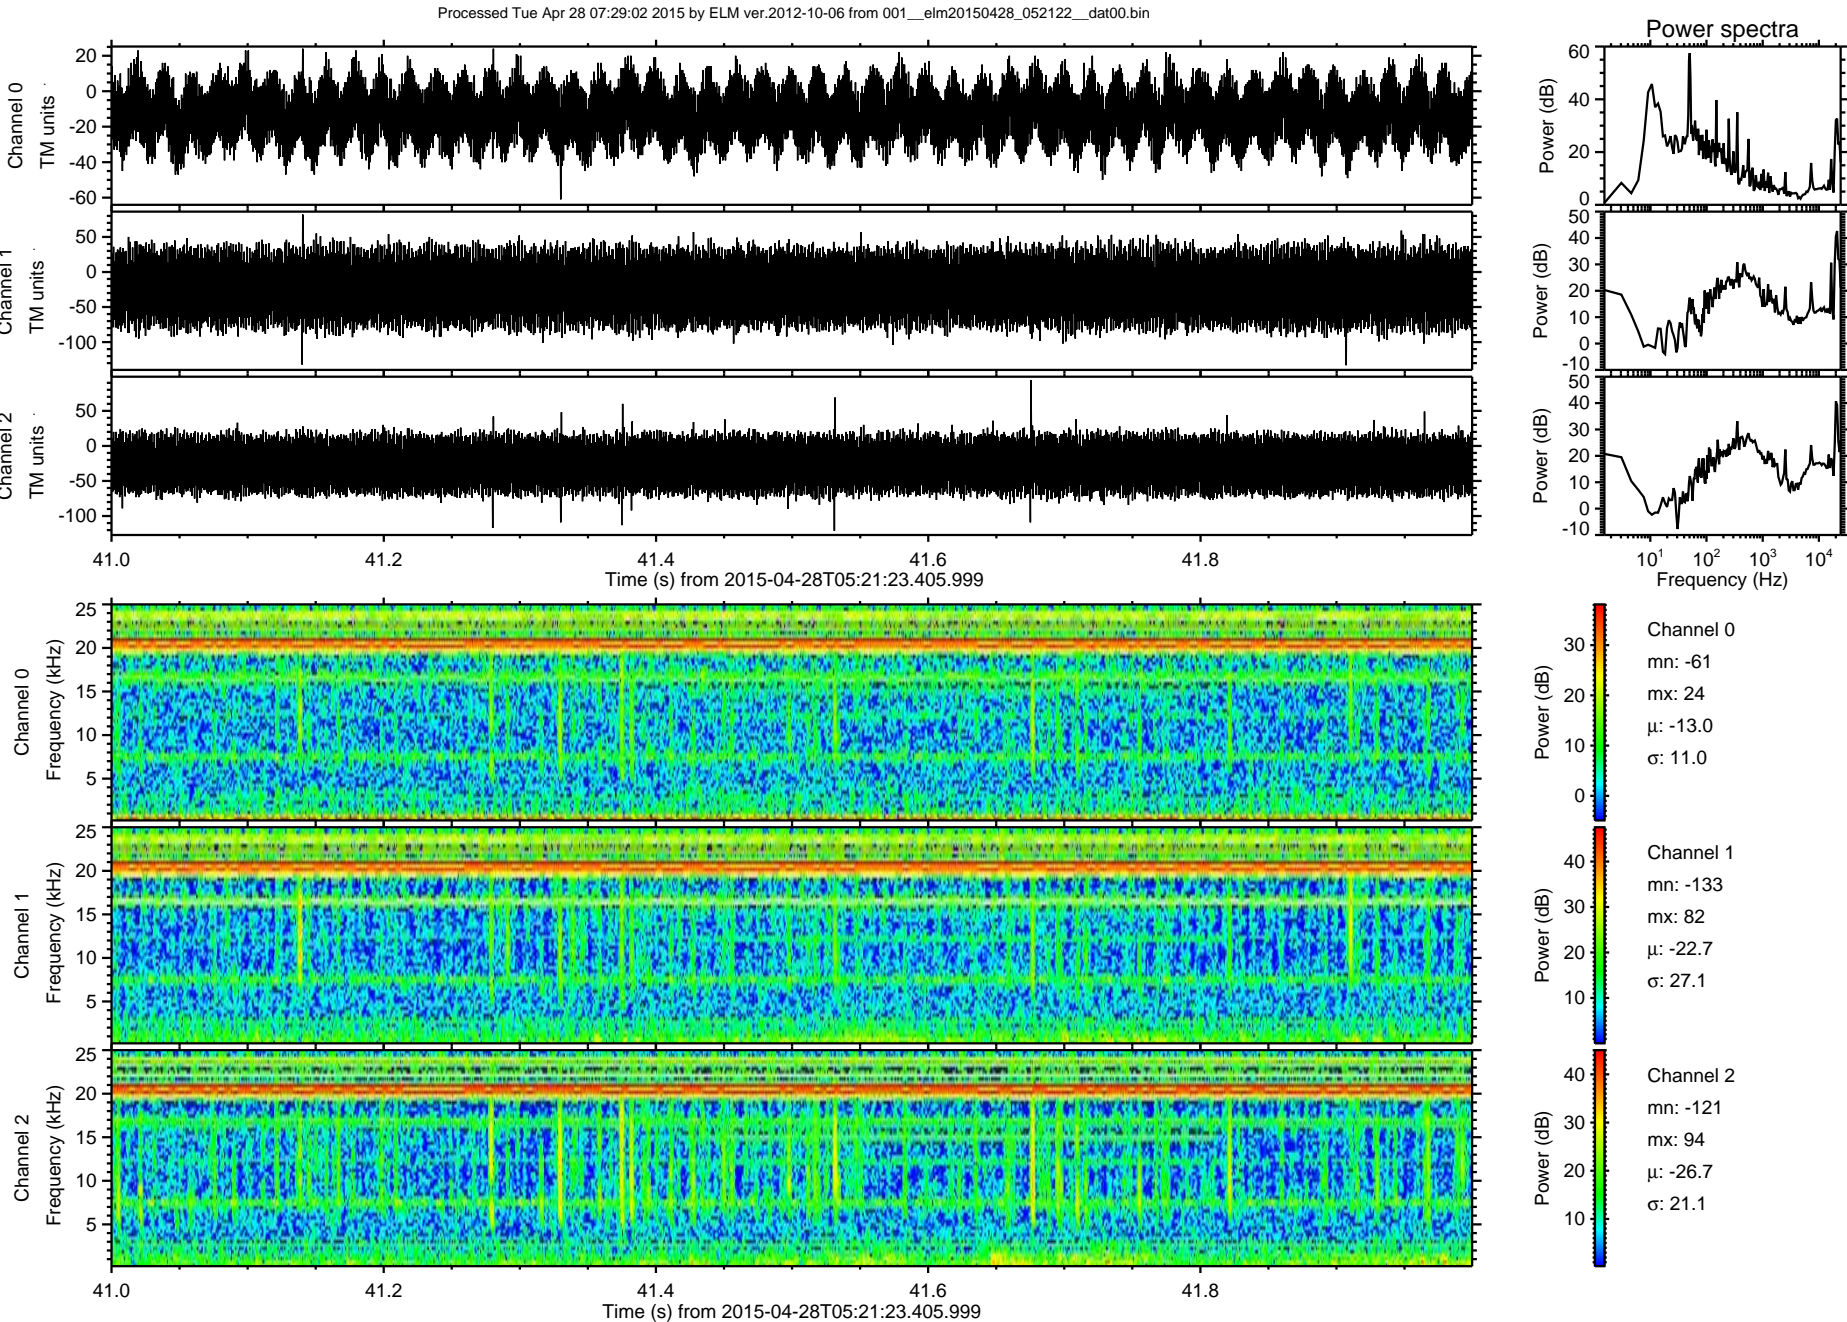 Processed Tue Apr 28 07:29:02 2015 by ELM ver.2012-10-06 from 001__elm20150428_052122__dat00.bin
Power spectra
Channel 0
TM units
20
0
-20
-40
-60
Power (dB)
60
40
20
0
Channel 1
TM units
50
0
-50
-100
Power (dB)
50
40
30
20
10
0
-10
Channel 2
TM units
50
0
-50
-100
Power (dB)
50
40
30
20
10
0
-10
41.0 41.2 41.4 41.6 41.8
Time (s) from 2015-04-28T05:21:23.405.999
10^1 10^2 10^3 10^4
Frequency (Hz)
Channel 0
Frequency (kHz)
25
20
15
10
5
Power (dB)
30
20
10
0
Channel 0
mn: -61
mx: 24
μ: -13.0
σ: 11.0
Channel 1
Frequency (kHz)
25
20
15
10
5
Power (dB)
40
30
20
10
Channel 1
mn: -133
mx: 82
μ: -22.7
σ: 27.1
Channel 2
Frequency (kHz)
25
20
15
10
5
Power (dB)
40
30
20
10
Channel 2
mn: -121
mx: 94
μ: -26.7
σ: 21.1
41.0 41.2 41.4 41.6 41.8
Time (s) from 2015-04-28T05:21:23.405.999